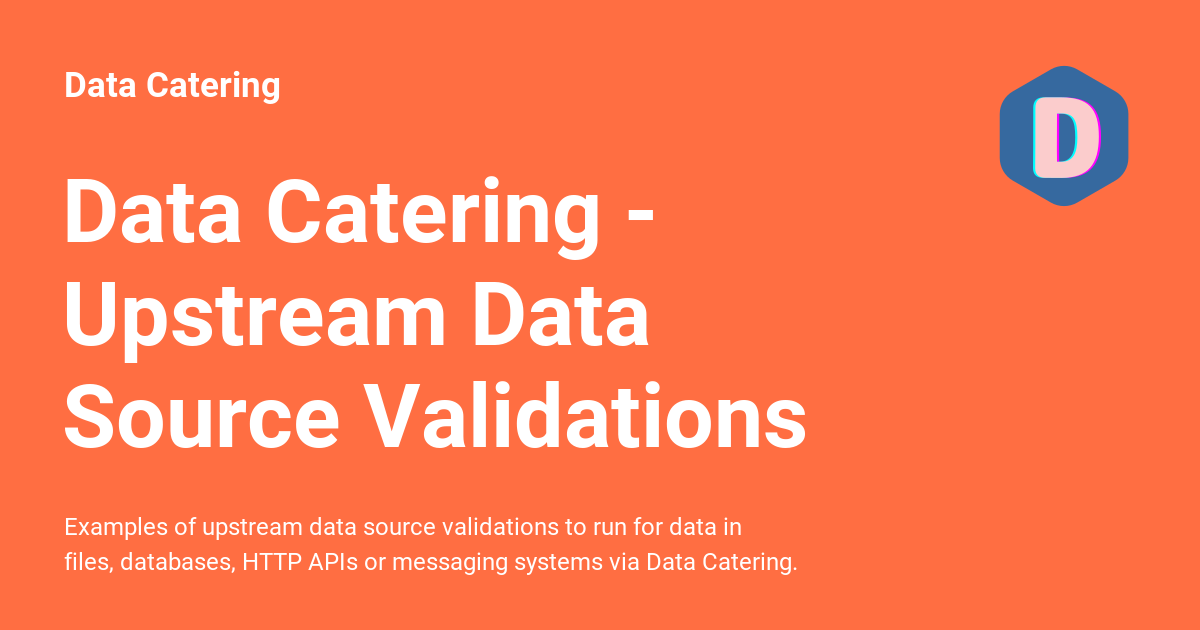 Data Catering
D
Data Catering -
Upstream Data
Source Validations
Examples of upstream data source validations to run for data in
files, databases, HTTP APIs or messaging systems via Data Catering.